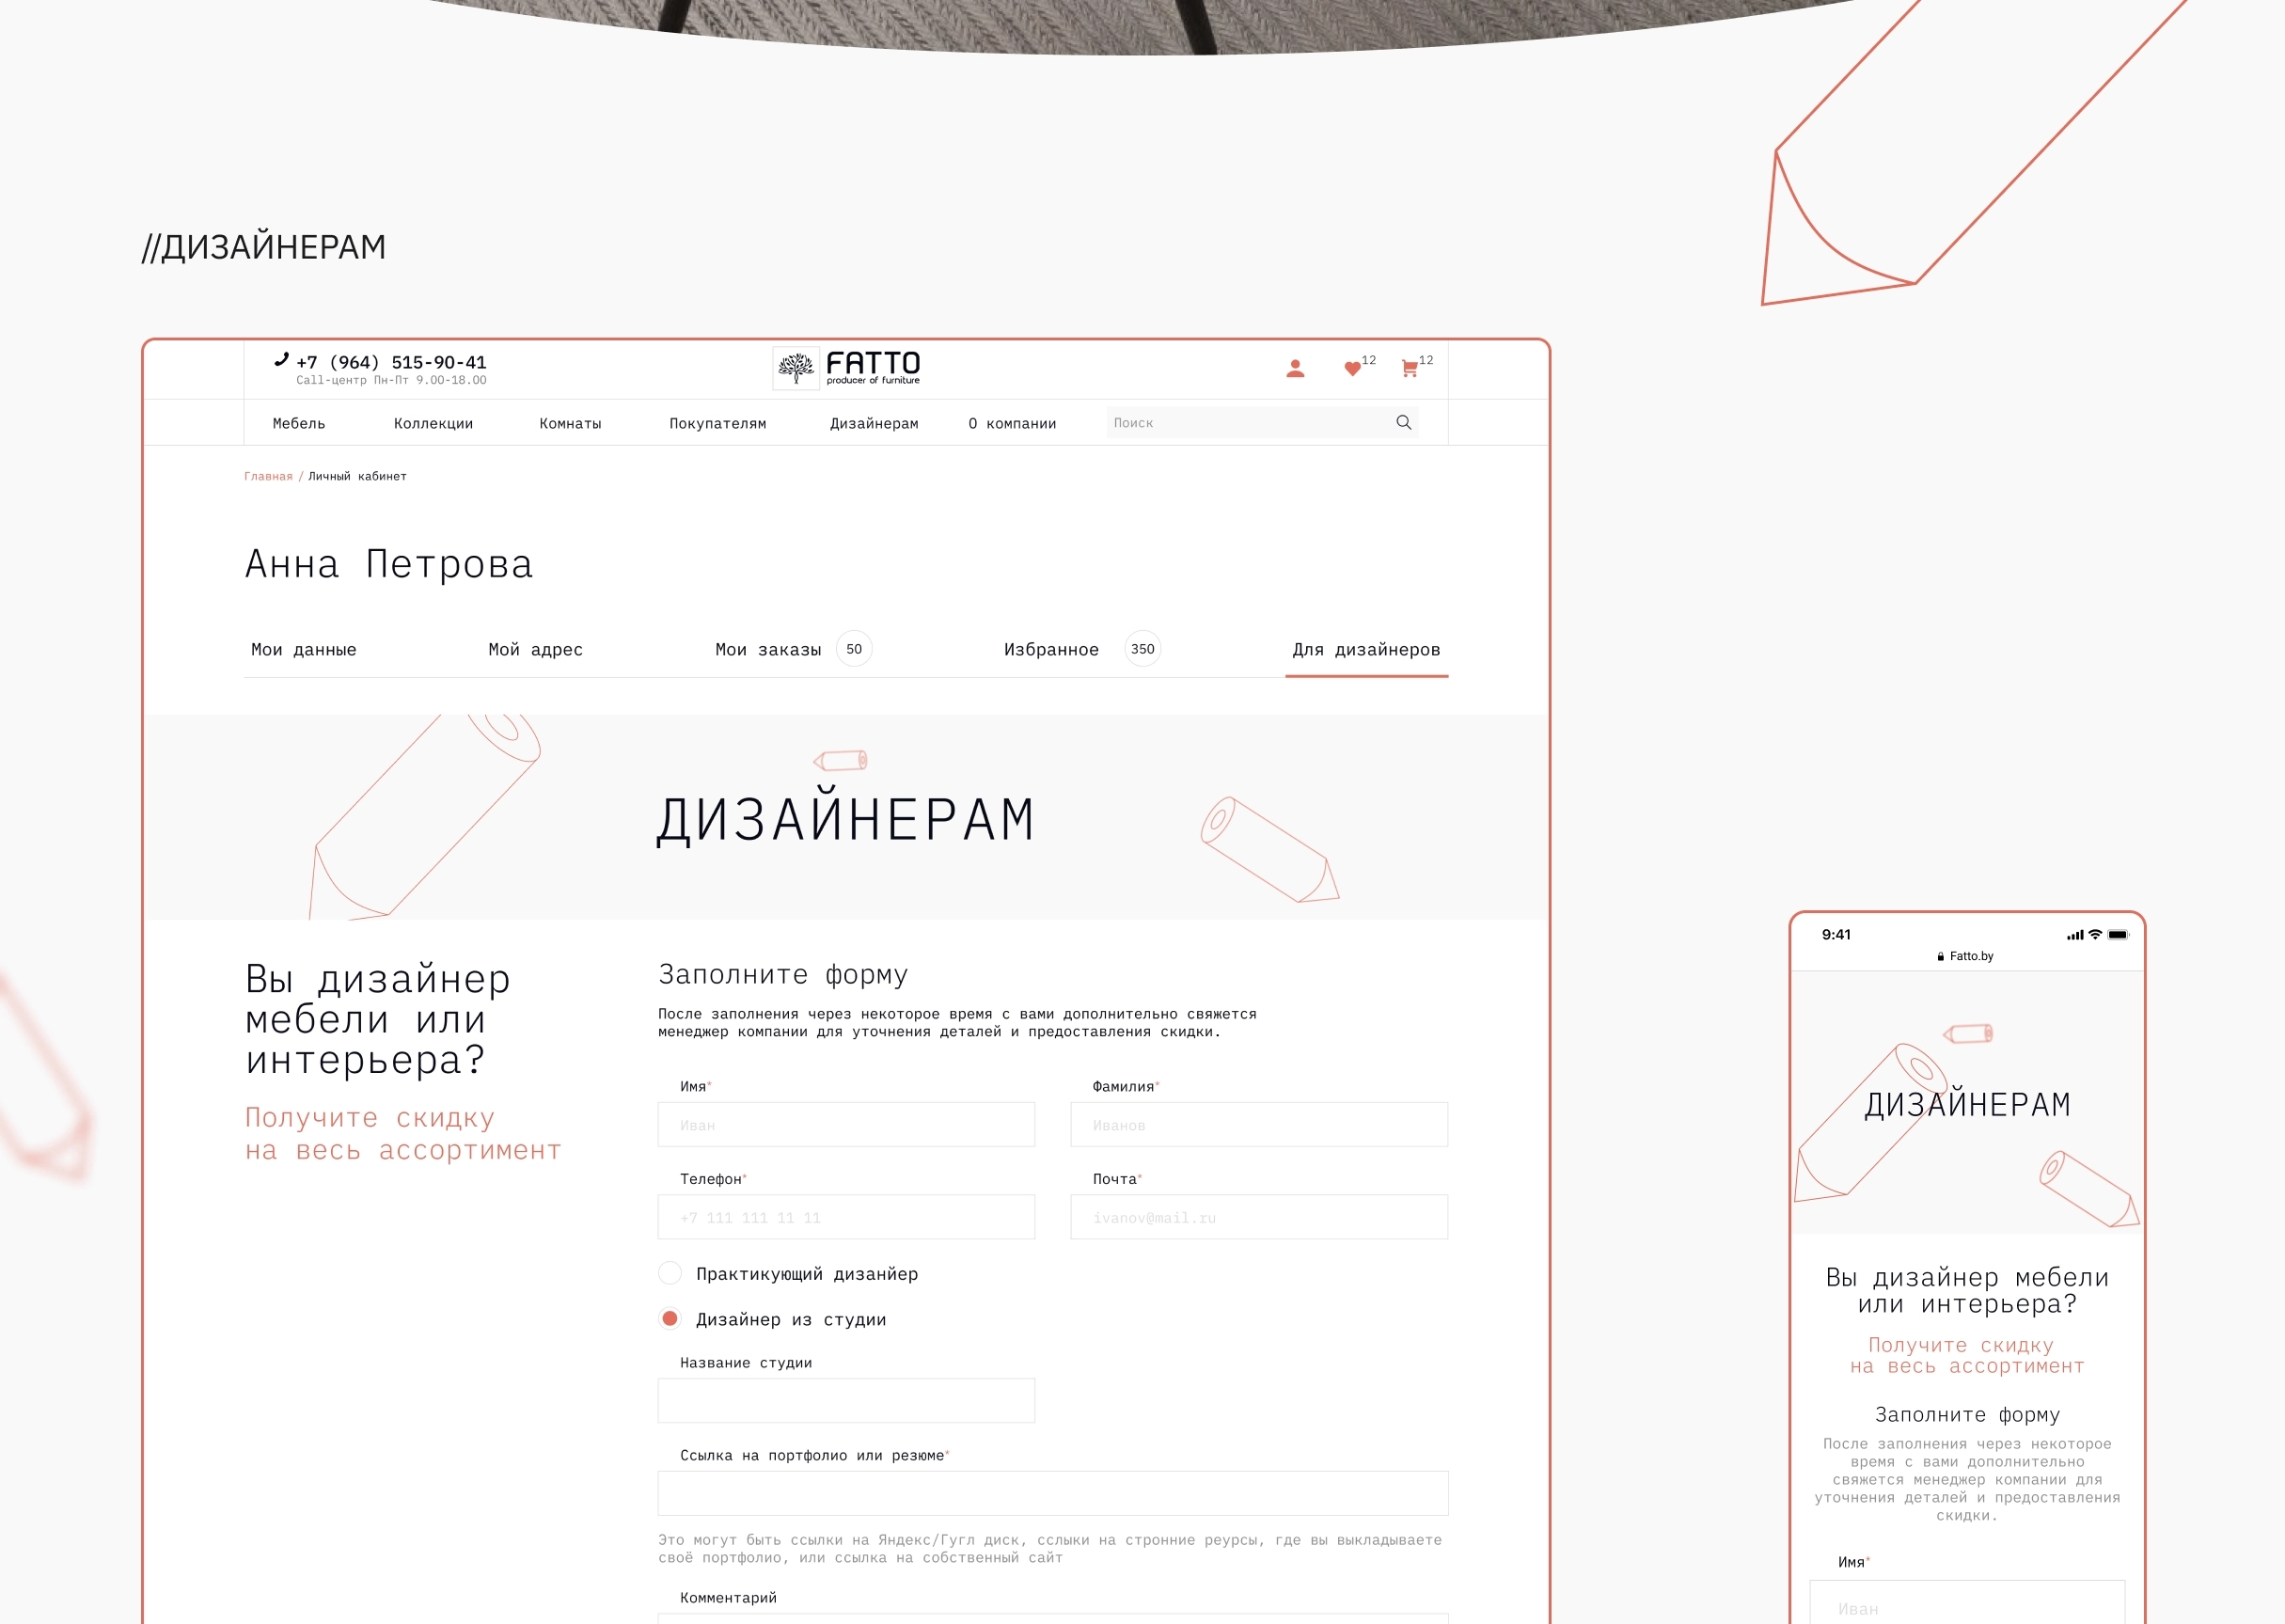 //ДИЗАЙНЕРАМ
+7 (964) 515-90-41
Call-центр Пн-Пт 9.00-18.00
FATTO
producer of furniture
12
12
Мебель
Коллекции
Комнаты
Покупателям
Дизайнерам
О компании
Поиск
Главная / Личный кабинет
Анна Петрова
Мои данные
Мой адрес
Мои заказы 50
Избранное 350
Для дизайнеров
ДИЗАЙНЕРАМ
Вы дизайнер
мебели или
интерьера?
Получите скидку
на весь ассортимент
Заполните форму
После заполнения через некоторое время с вами дополнительно свяжется
менеджер компании для уточнения деталей и предоставления скидки.
Имя*
Иван
Фамилия*
Иванов
Телефон*
+7 111 111 11 11
Почта*
ivanov@mail.ru
Практикующий дизанйер
Дизайнер из студии
Название студии
Ссылка на портфолио или резюме*
Это могут быть ссылки на Яндекс/Гугл диск, сслыки на стронние реурсы, где вы выкладываете
своё портфолио, или ссылка на собственный сайт
Комментарий
9:41
Fatto.by
ДИЗАЙНЕРАМ
Вы дизайнер мебели
или интерьера?
Получите скидку
на весь ассортимент
Заполните форму
После заполнения через некоторое
время с вами дополнительно
свяжется менеджер компании для
уточнения деталей и предоставления
скидки.
Имя*
Иван